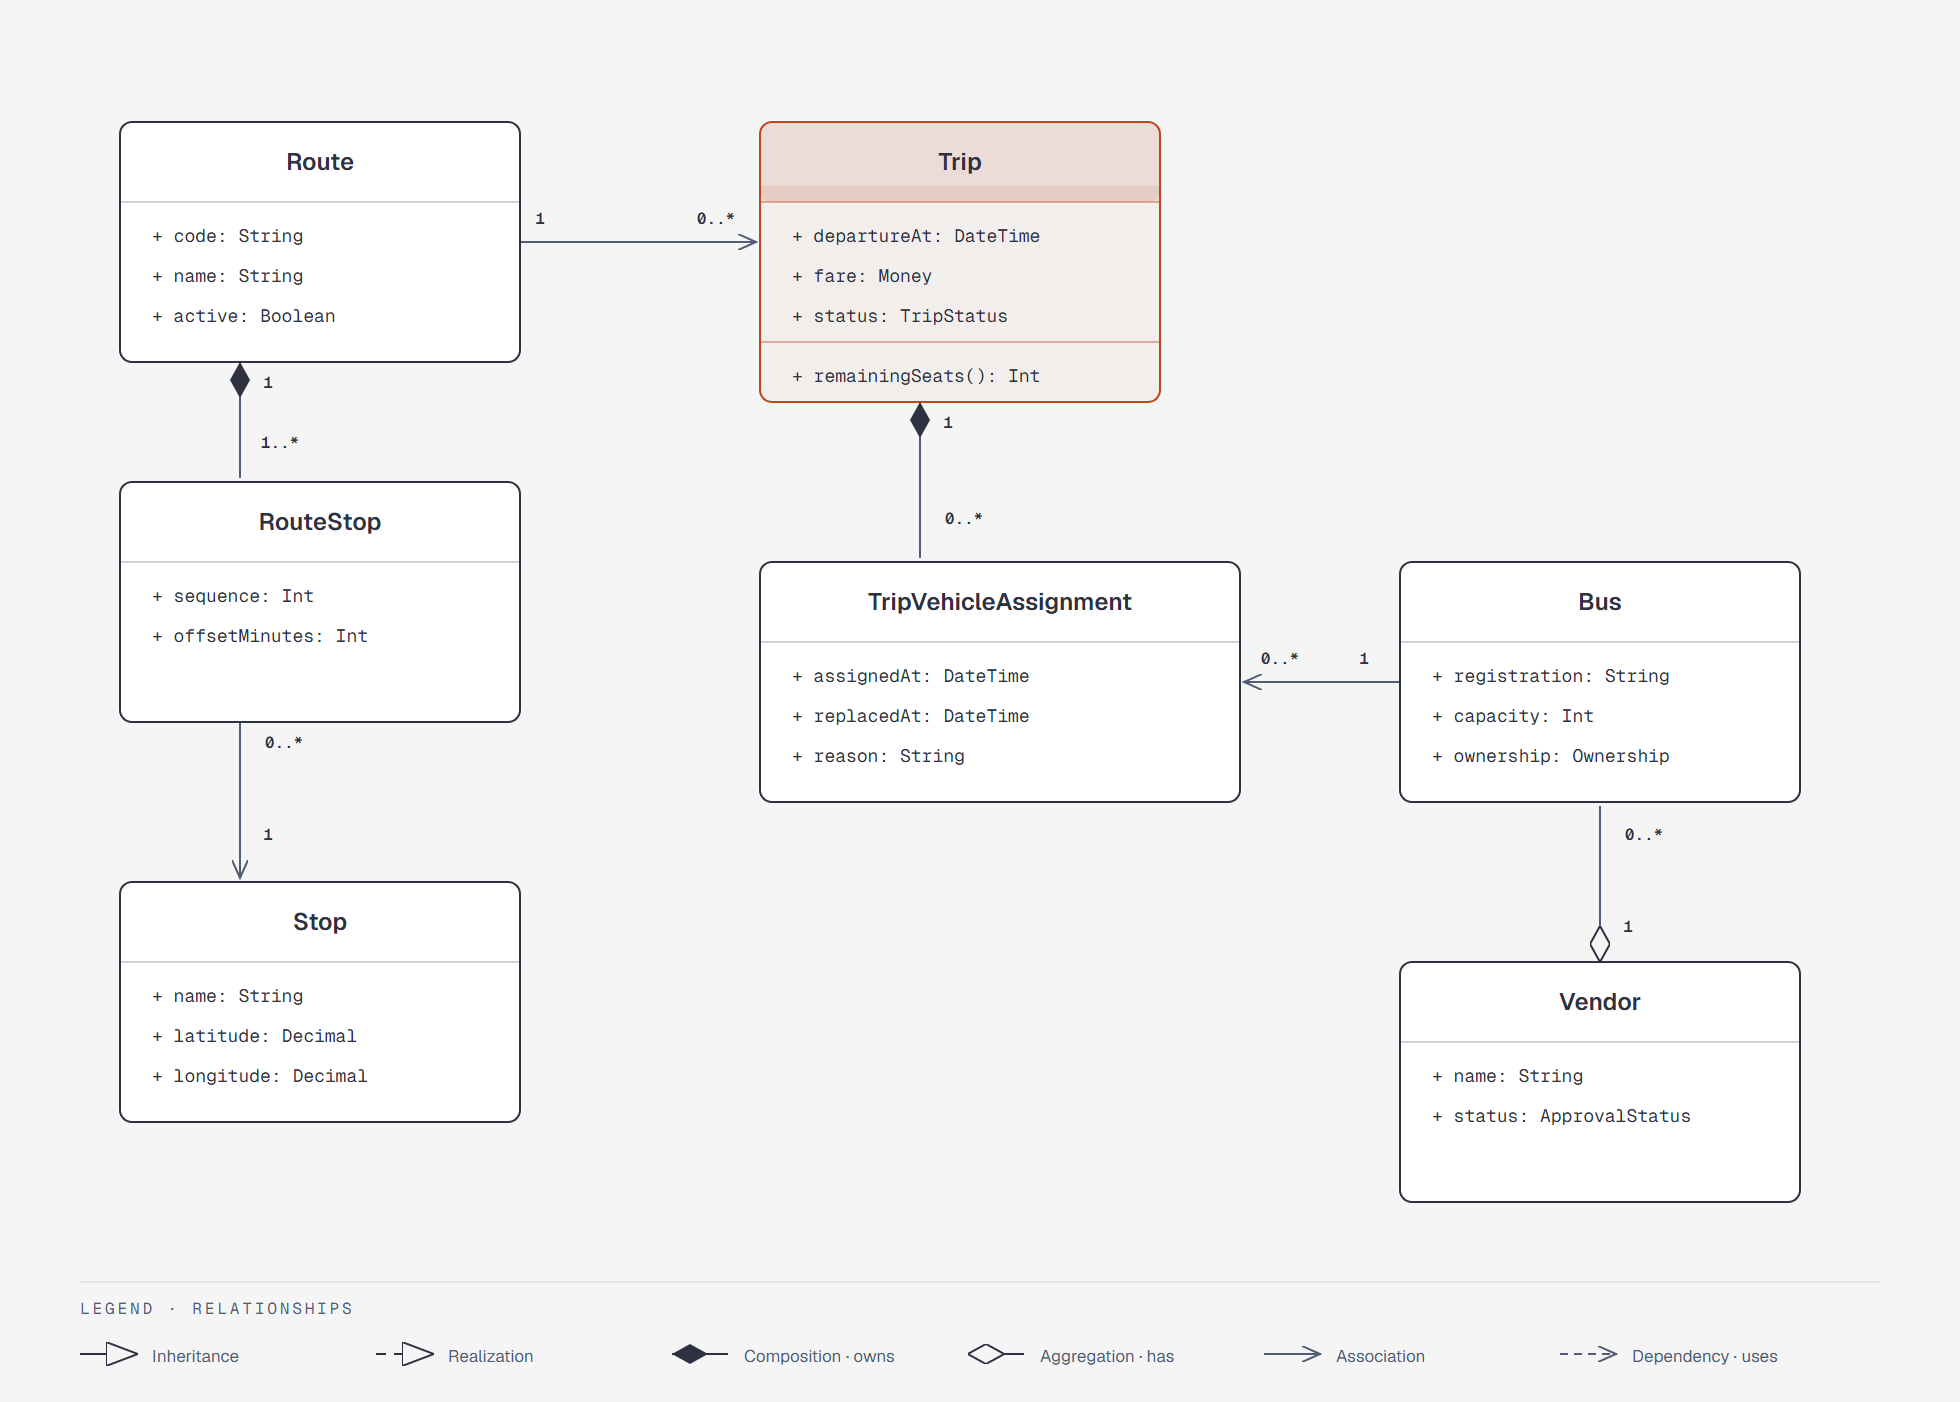 Route
+ code: String
+ name: String
+ active: Boolean
1
0..*
Trip
+ departureAt: DateTime
+ fare: Money
+ status: TripStatus
+ remainingSeats(): Int
1
1..*
RouteStop
+ sequence: Int
+ offsetMinutes: Int
1
0..*
TripVehicleAssignment
+ assignedAt: DateTime
+ replacedAt: DateTime
+ reason: String
0..*
1
Bus
+ registration: String
+ capacity: Int
+ ownership: Ownership
0..*
1
Stop
+ name: String
+ latitude: Decimal
+ longitude: Decimal
0..*
1
Vendor
+ name: String
+ status: ApprovalStatus
LEGEND · RELATIONSHIPS
Inheritance
Realization
Composition · owns
Aggregation · has
Association
Dependency · uses